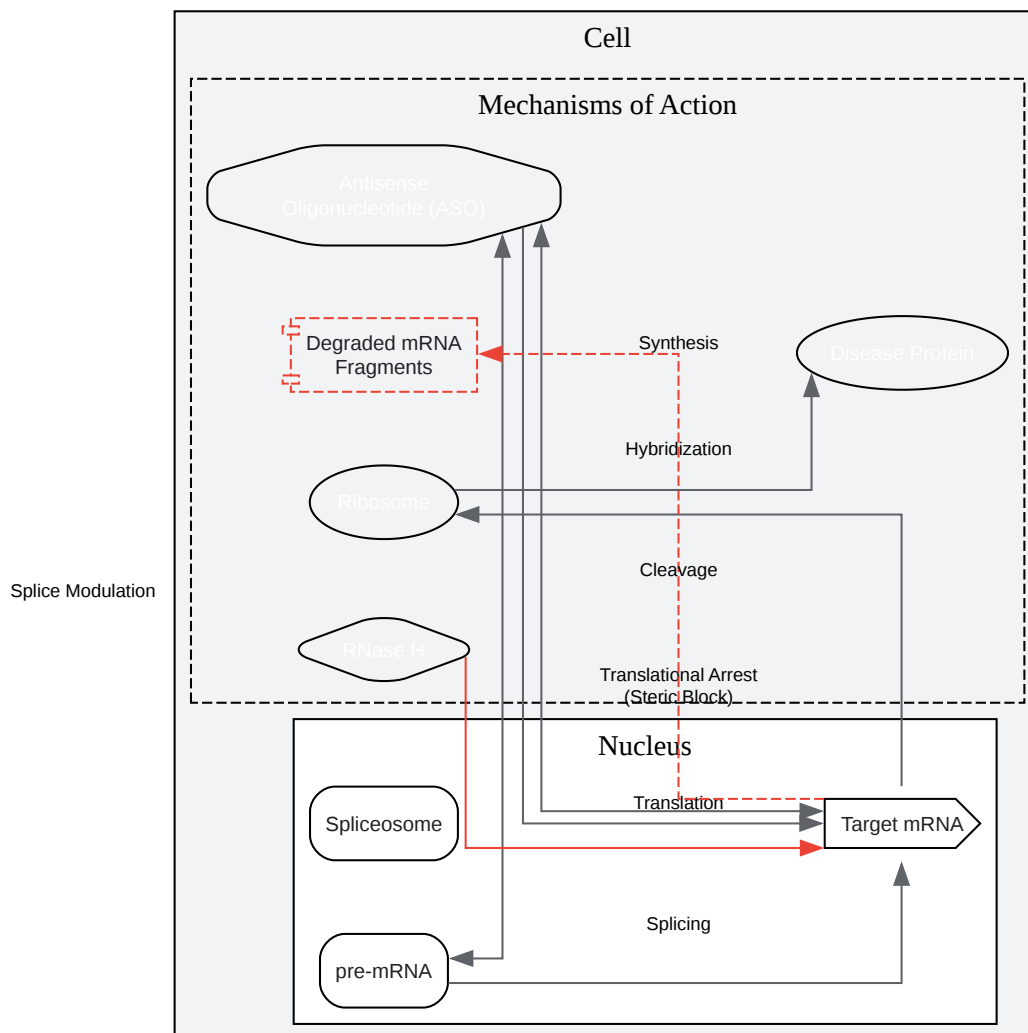 Cell
Mechanisms of Action
Antisense
Oligonucleotide (ASO)
Degraded mRNA
Fragments
Synthesis
Disease Protein
Hybridization
Ribosome
Cleavage
Splice Modulation
RNase H
Translational Arrest
(Steric Block)
Nucleus
Spliceosome
Translation
Target mRNA
Splicing
pre-mRNA